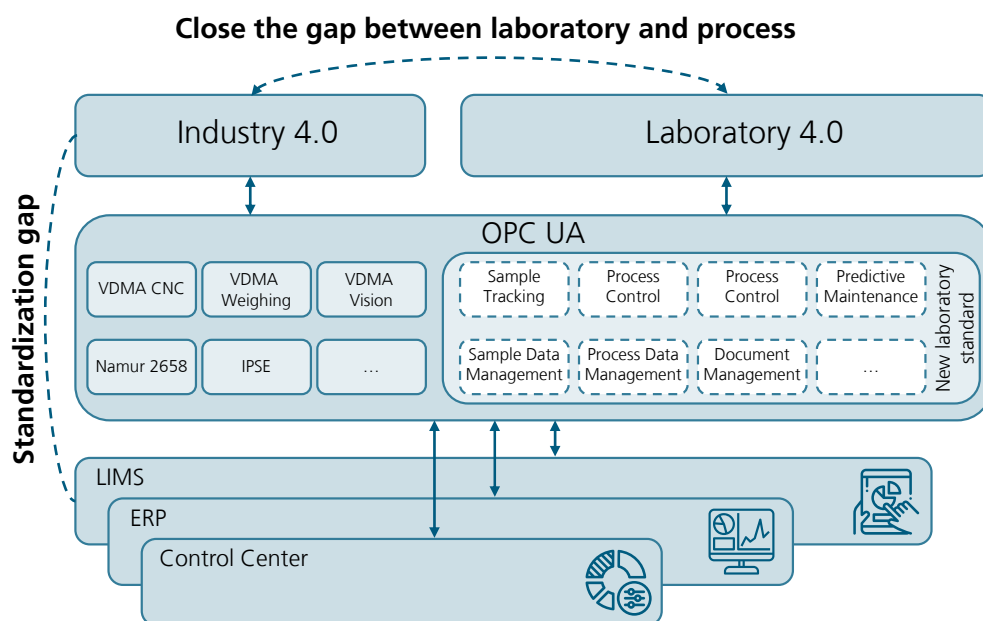 Close the gap between laboratory and process
Industry 4.0
Laboratory 4.0
Standardization gap
OPC UA
VDMA CNC
VDMA
Weighing
VDMA
Vision
Namur 2658
IPSE
...
Sample
Tracking
Process
Control
Process
Control
Predictive
Maintenance
Sample Data
Management
Process Data
Management
Document
Management
...
New laboratory
standard
LIMS
ERP
Control Center